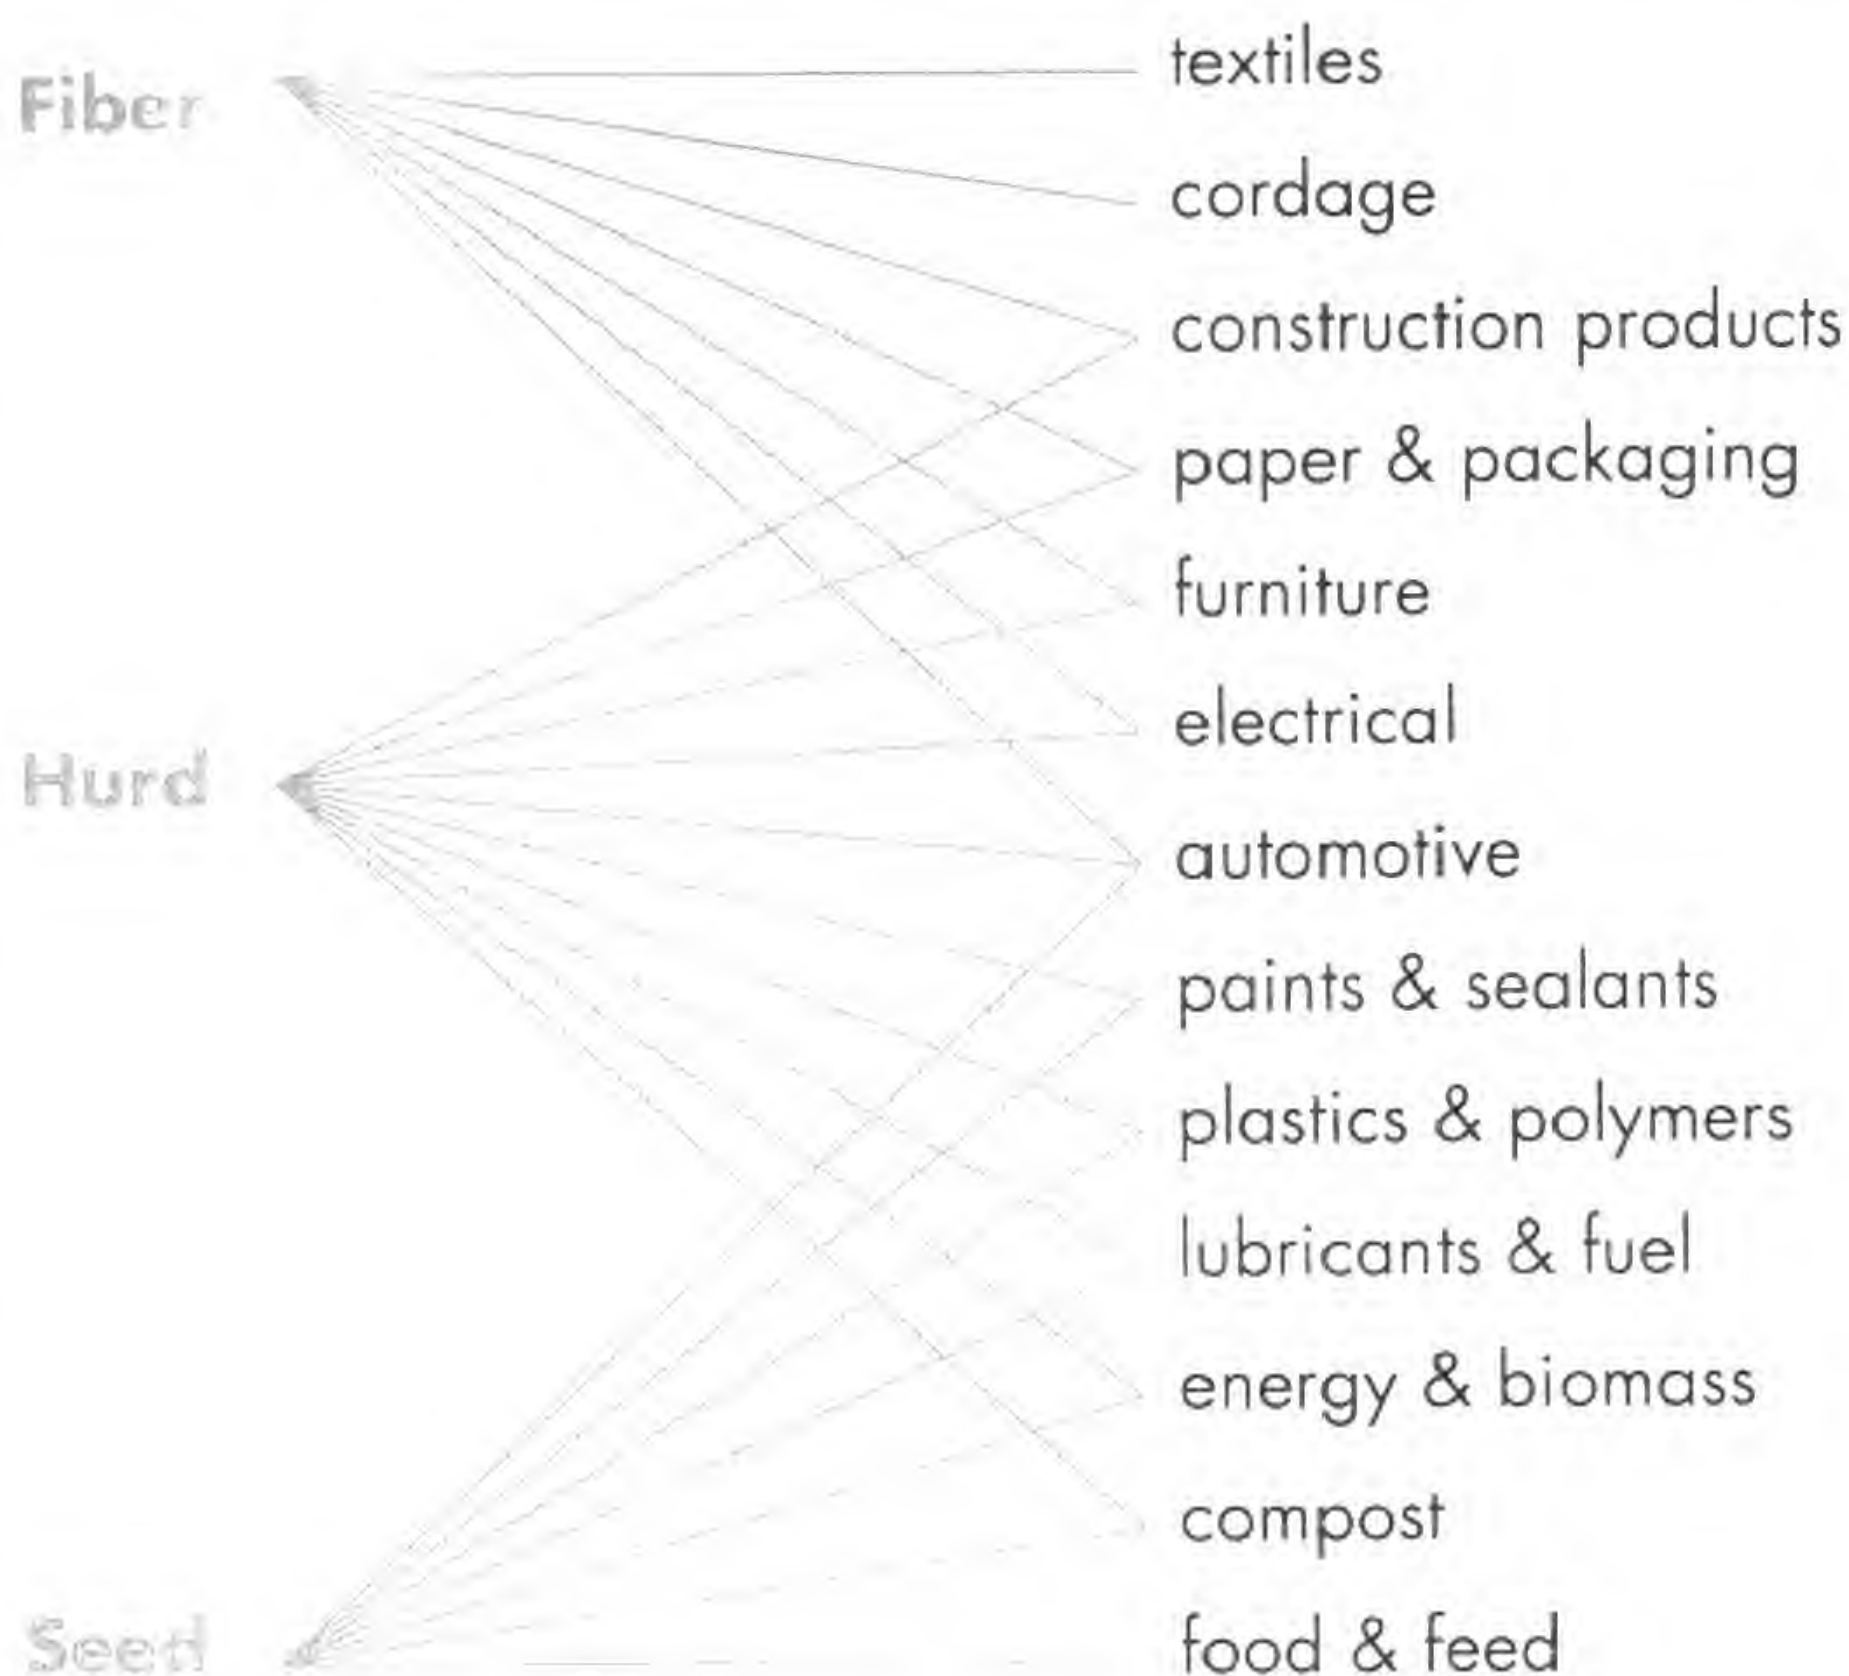 Fiber
textiles
cordage
construction products
paper & packaging
furniture
electrical
Hurd
automotive
paints & sealants
plastics & polymers
lubricants & fuel
energy & biomass
compost
Seed
food & feed